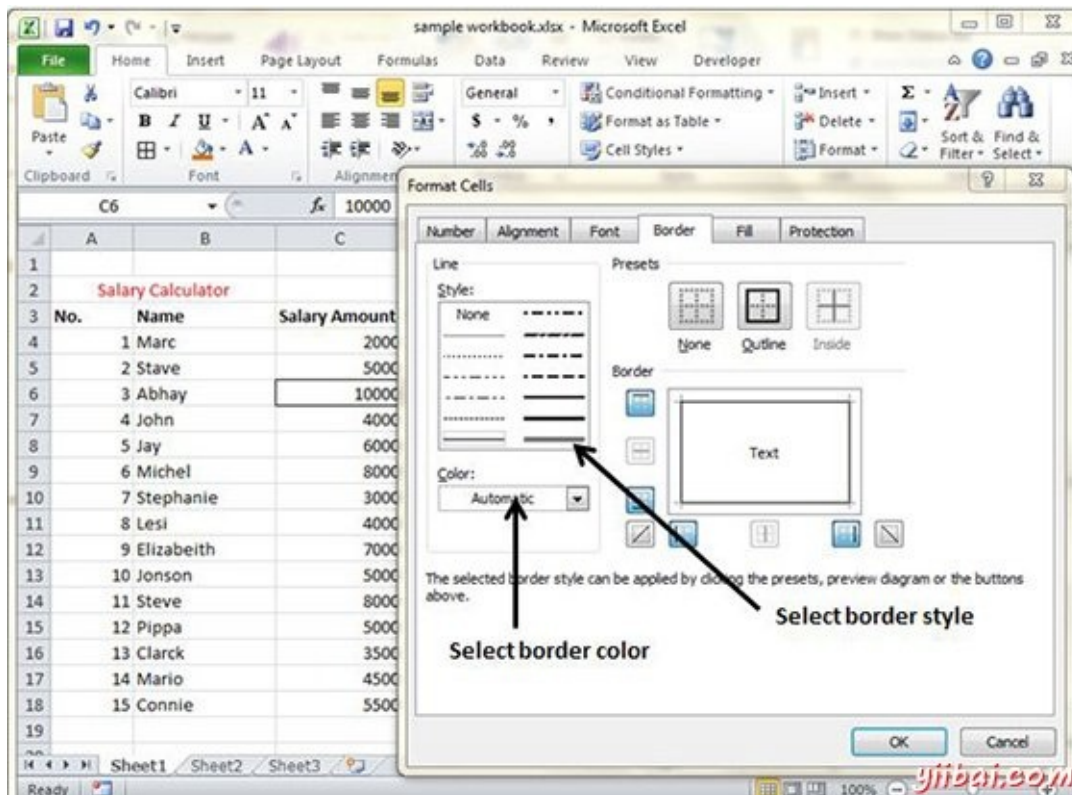 sample workbook.xlsx - Microsoft Excel
File Home Insert Page Layout Formulas Data Review View Developer
Calibri 11 General Conditional Formatting Insert Σ
Paste B I U A A $ % , Format as Table Delete
A Cell Styles Format Sort & Filter Find & Select
Clipboard Font Alignmen
C6 fx 10000
A B C
1
2 Salary Calculator
3 No. Name Salary Amount
4 1 Marc 2000
5 2 Stave 5000
6 3 Abhay 10000
7 4 John 4000
8 5 Jay 6000
9 6 Michel 8000
10 7 Stephanie 3000
11 8 Lesi 4000
12 9 Elizabeith 7000
13 10 Jonson 5000
14 11 Steve 8000
15 12 Pippa 5000
16 13 Clarck 3500
17 14 Mario 4500
18 15 Connie 5500
19
Format Cells
Number Alignment Font Border Fill Protection
Line
Style:
None
Color:
Automatic
Presets
None Outline Inside
Border
Text
The selected border style can be applied by clicking the presets, preview diagram or the buttons
above.
Select border style
Select border color
OK Cancel
Sheet1 Sheet2 Sheet3
Ready 100%
yiibai.com